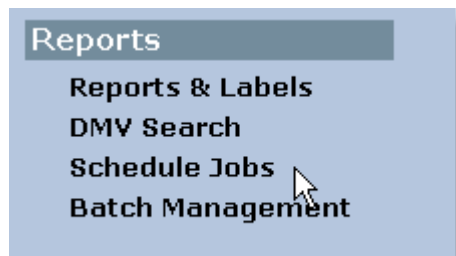 Reports
Reports & Labels
DMV Search
Schedule Jobs
Batch Management